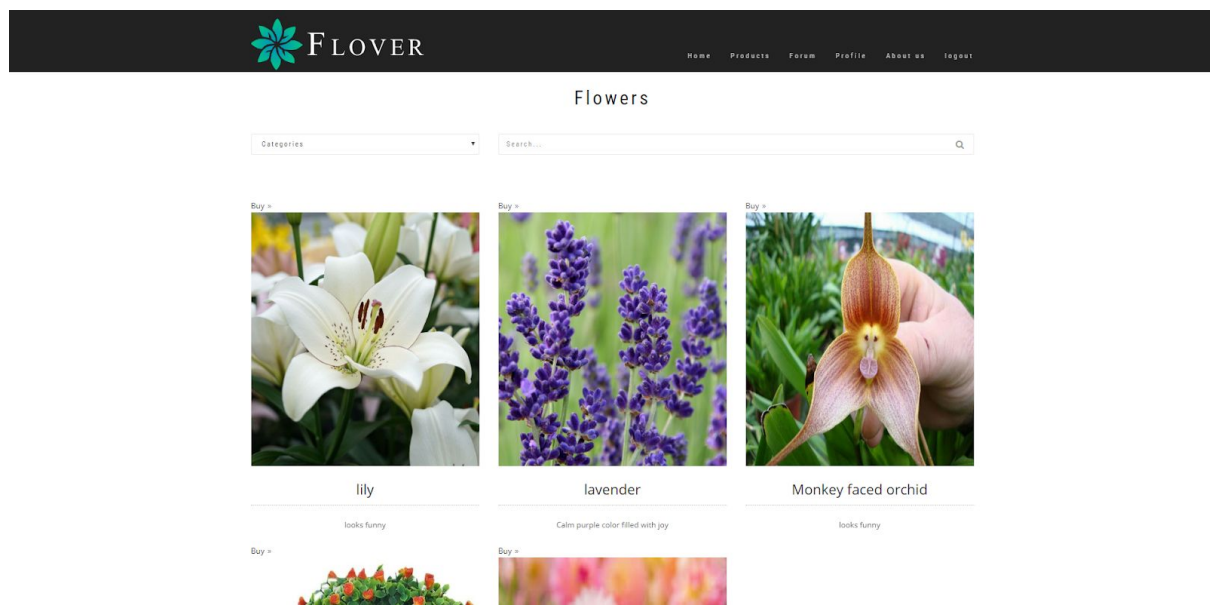 FLOVER
Home Products Forum Profile About us logout
Flowers
Categories
Search...
Buy » Buy » Buy »
lily lavender Monkey faced orchid
looks funny Calm purple color filled with joy looks funny
Buy » Buy »